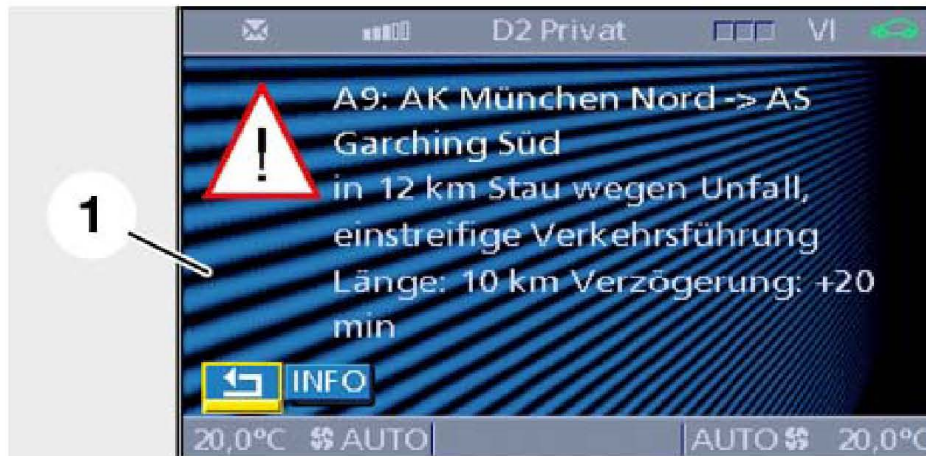 D2 Privat VI
A9: AK München Nord -> AS
Garching Süd
in 12 km Stau wegen Unfall,
einstreifige Verkehrsführung
Länge: 10 km Verzögerung: +20
min
1
INFO
20,0°C AUTO AUTO 20,0°C